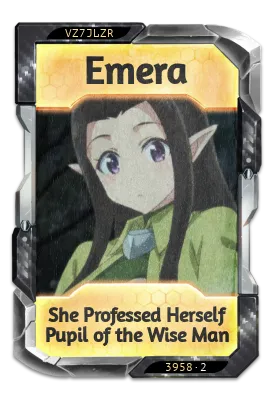 VZ7JLZR
Emera
She Professed Herself
Pupil of the Wise Man
3958·2